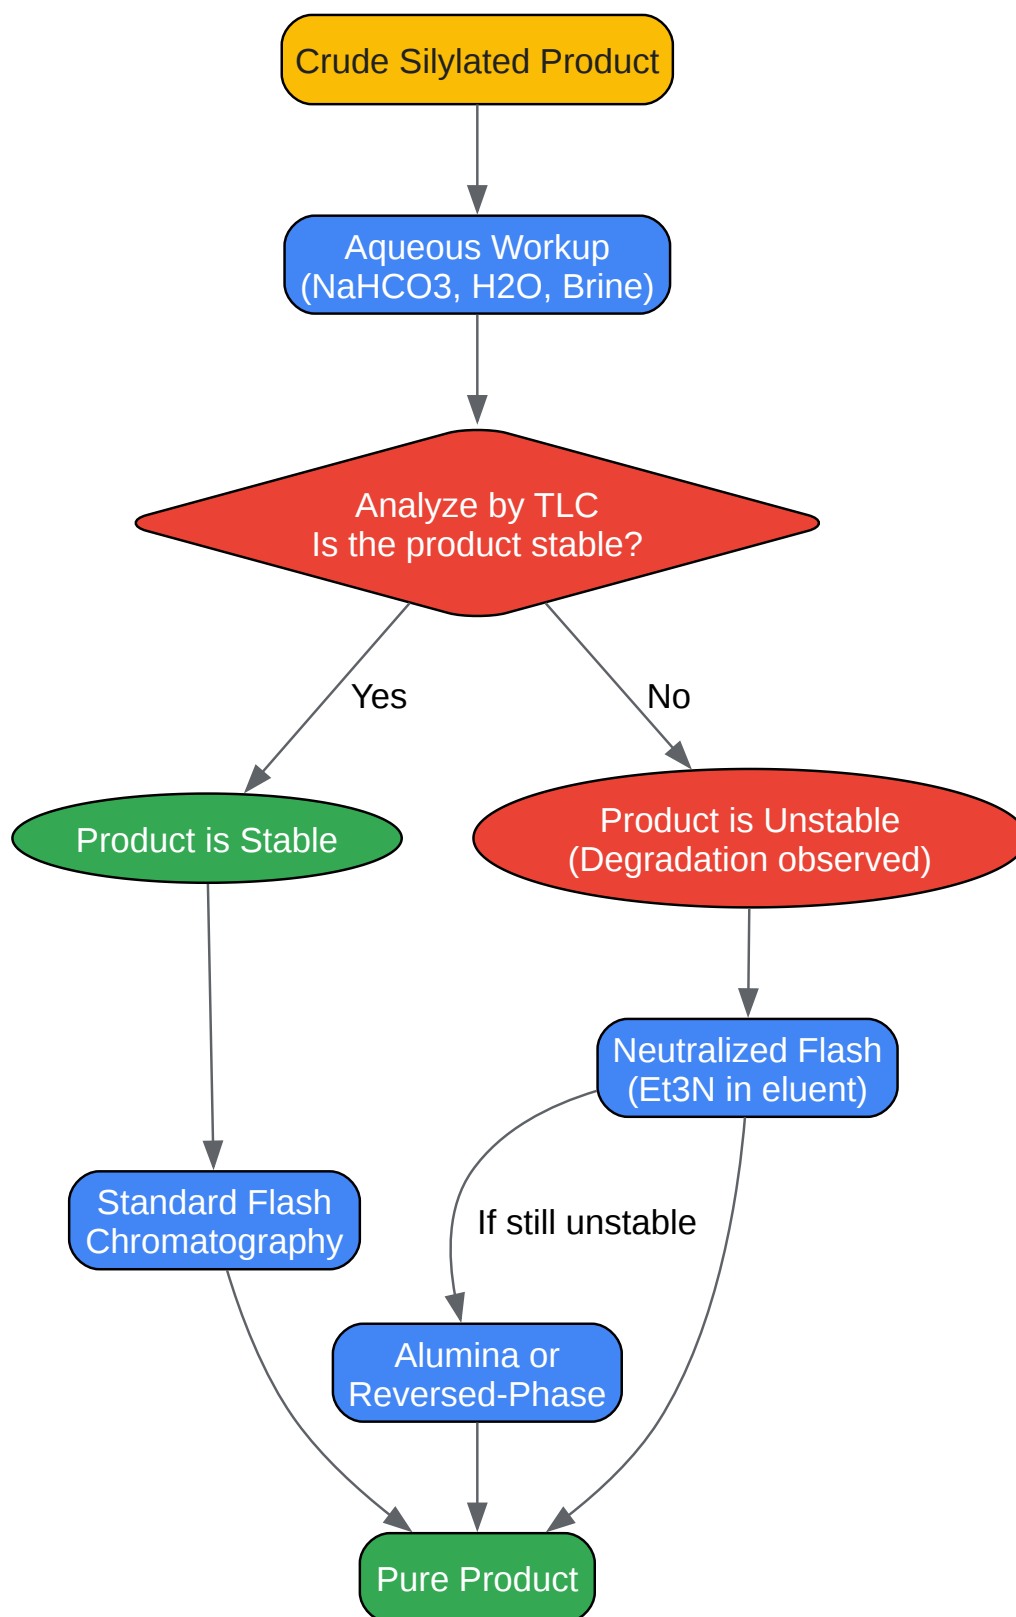 Crude Silylated Product
Aqueous Workup
(NaHCO3, H2O, Brine)
Analyze by TLC
Is the product stable?
Yes
No
Product is Stable
Product is Unstable
(Degradation observed)
Neutralized Flash
(Et3N in eluent)
Standard Flash
Chromatography
If still unstable
Alumina or
Reversed-Phase
Pure Product